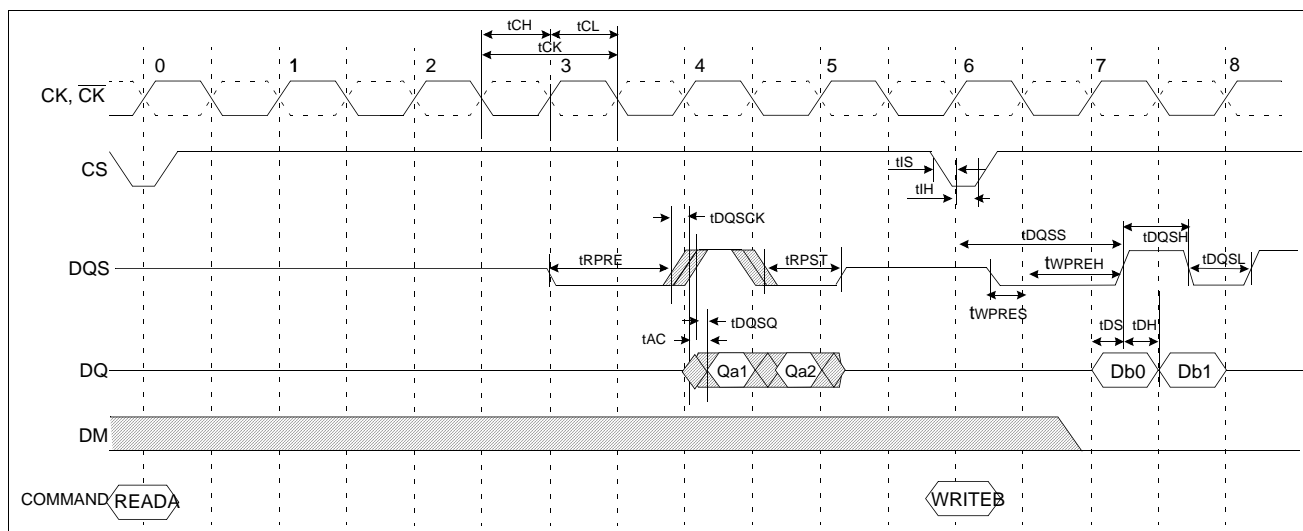 tCH tCL
tCK
0 1 2 3 4 5 6 7 8
CK, CK
CS
tIS
tIH
tDQSCK
tDQSS
tDQSH
DQS
tRPRE
tRPST
tWPREH
tDQSL
tWPRES
tDQSQ
tDS tDH
tAC
DQ
Qa1 Qa2
Db0 Db1
DM
COMMAND READA WRITEB